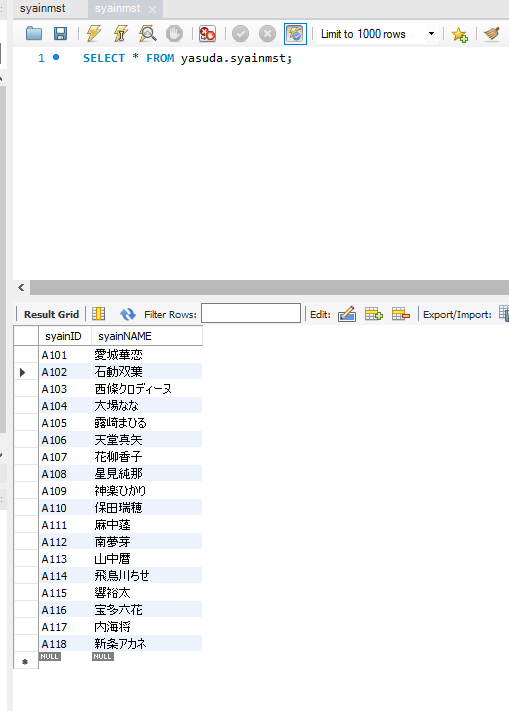 syainmst syainmst
Limit to 1000 rows
1 SELECT * FROM yasuda.syainmst;
Result Grid Filter Rows: Edit: Export/Import:
syainID syainNAME
A101 愛城華恋
A102 石動双葉
A103 西條クロディーヌ
A104 大場なな
A105 露崎まひる
A106 天堂真矢
A107 花柳香子
A108 星見純那
A109 神楽ひかり
A110 保田瑞穂
A111 麻中蓬
A112 南夢芽
A113 山中暦
A114 飛鳥川ちせ
A115 響裕太
A116 宝多六花
A117 内海将
A118 新条アカネ
NULL NULL